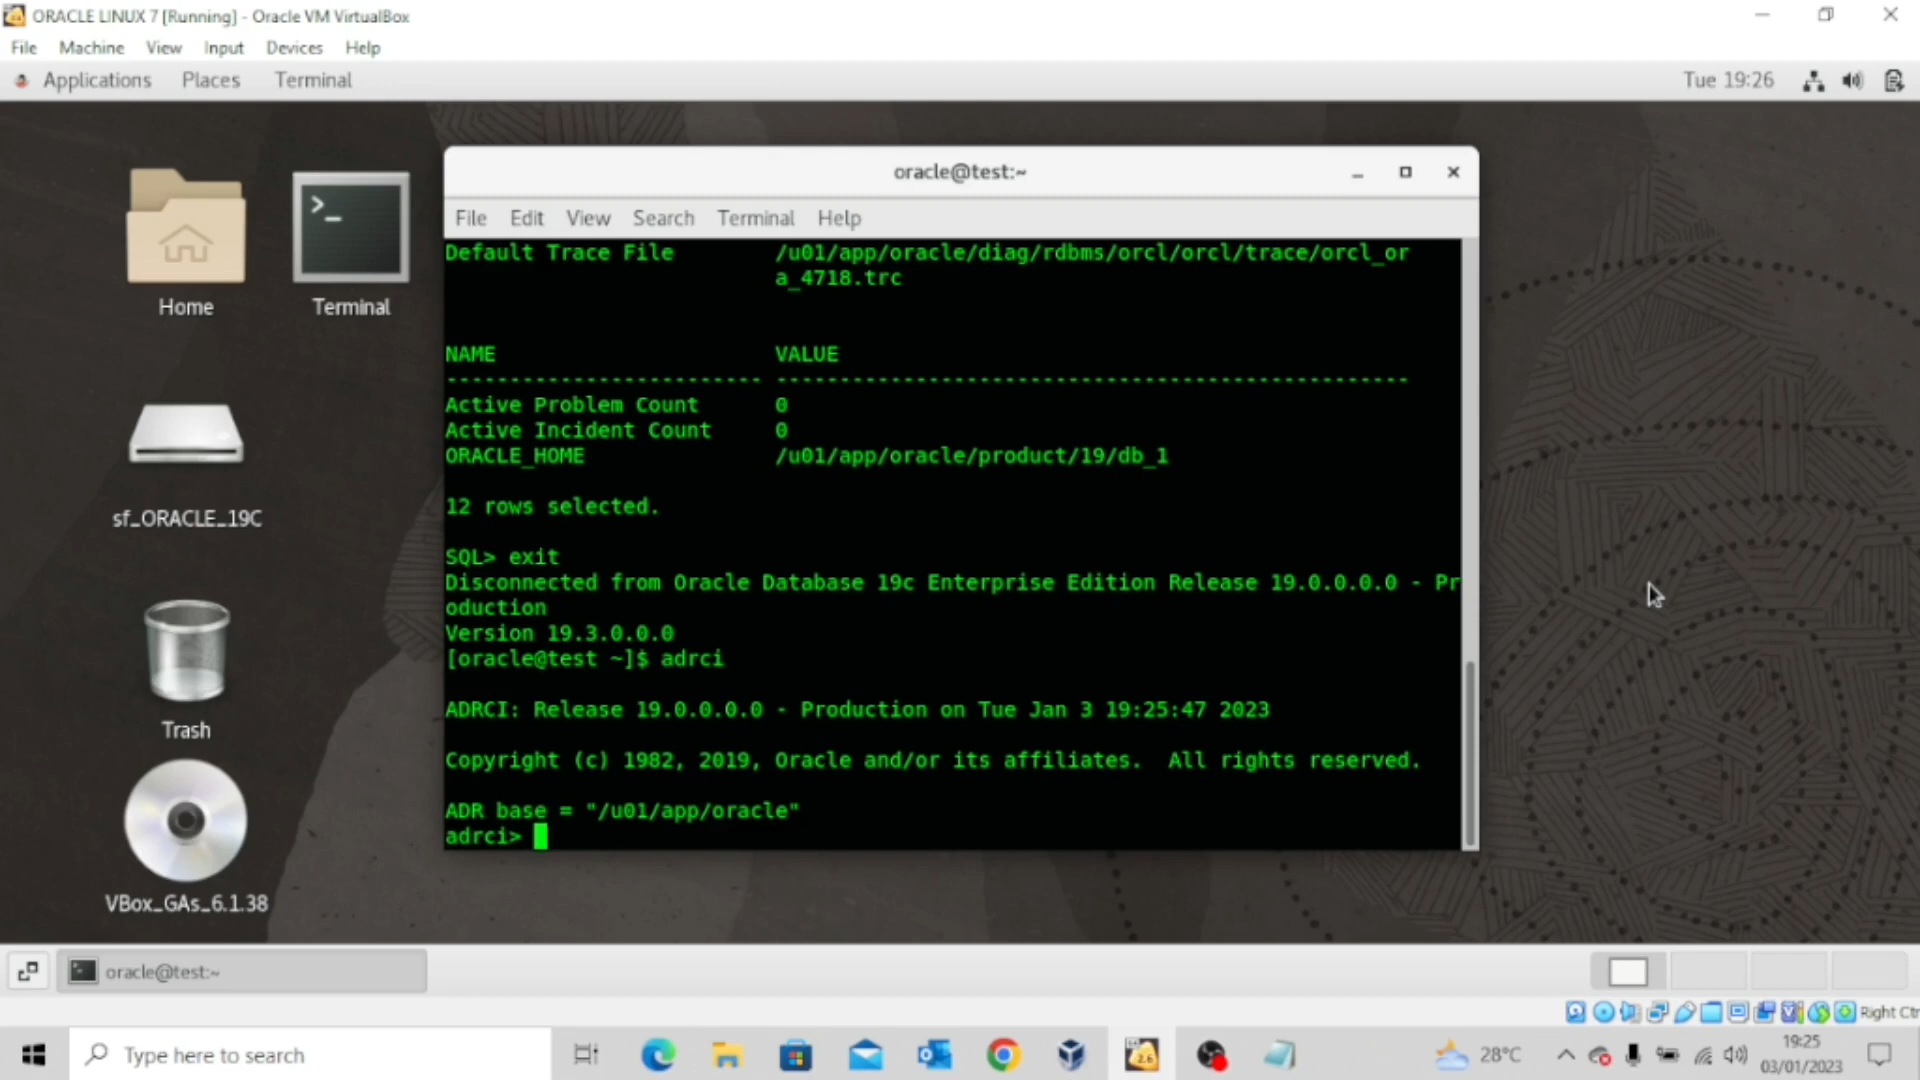 ORACLE LINUX 7 [Running] - Oracle VM VirtualBox
File Machine View Input Devices Help
Applications Places Terminal Tue 19:26
oracle@test:~
File Edit View Search Terminal Help
Default Trace File /u01/app/oracle/diag/rdbms/orcl/orcl/trace/orcl_or
a_4718.trc
NAME VALUE
------------------------- --------------------------------------------------
Active Problem Count 0
Active Incident Count 0
ORACLE_HOME /u01/app/oracle/product/19/db_1
12 rows selected.
SQL> exit
Disconnected from Oracle Database 19c Enterprise Edition Release 19.0.0.0.0 - Pr
oduction
Version 19.3.0.0.0
[oracle@test ~]$ adrci
ADRCI: Release 19.0.0.0.0 - Production on Tue Jan 3 19:25:47 2023
Copyright (c) 1982, 2019, Oracle and/or its affiliates.  All rights reserved.
ADR base = "/u01/app/oracle"
adrci>
Home Terminal
sf_ORACLE_19C
Trash
VBox_GAs_6.1.38
oracle@test:~
Right Ctr
Type here to search
28°C
19:25
03/01/2023